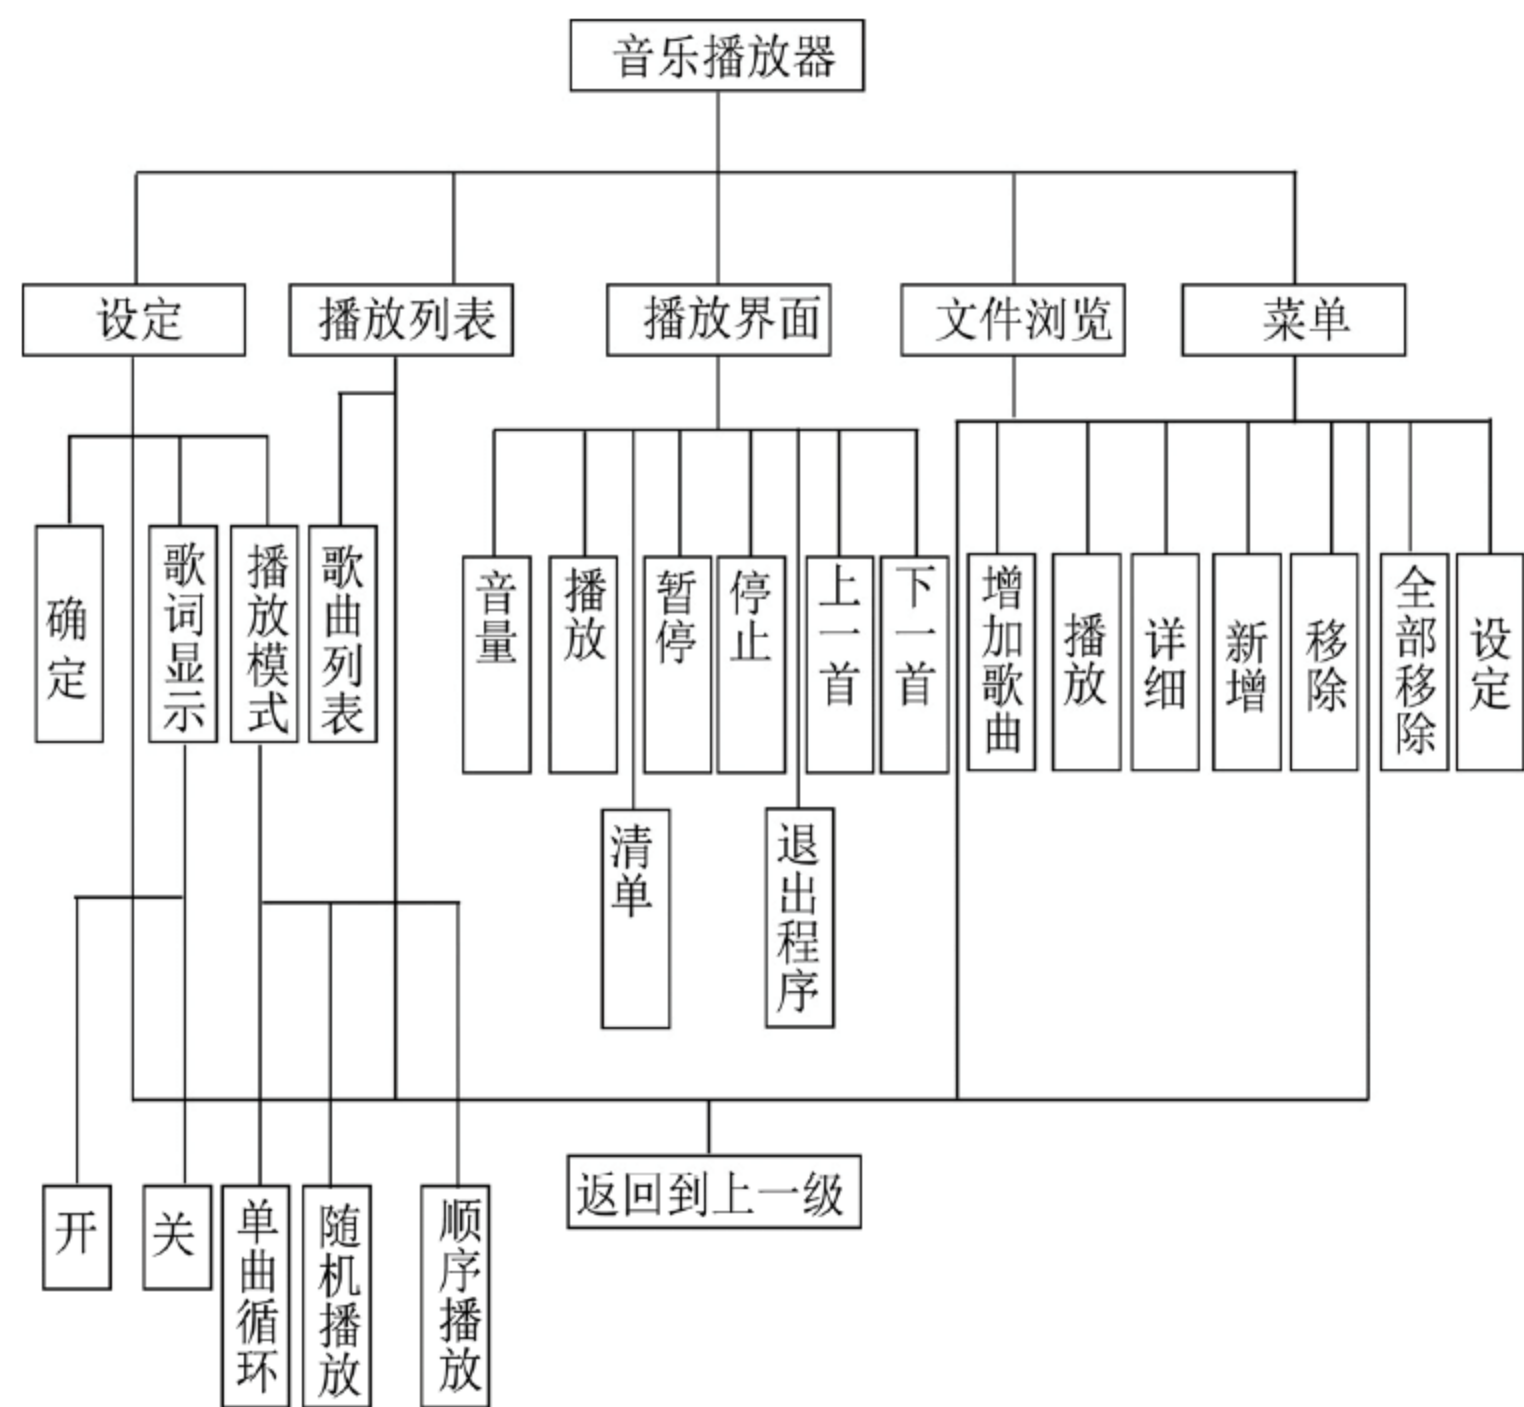 音乐播放器
设定
播放列表
播放界面
文件浏览
菜单
确定
歌词显示
播放模式
歌曲列表
音量
播放
暂停
停止
上一首
下一首
增加歌曲
播放
详细
新增
移除
全部移除
设定
清单
退出程序
返回到上一级
开
关
单曲循环
随机播放
顺序播放